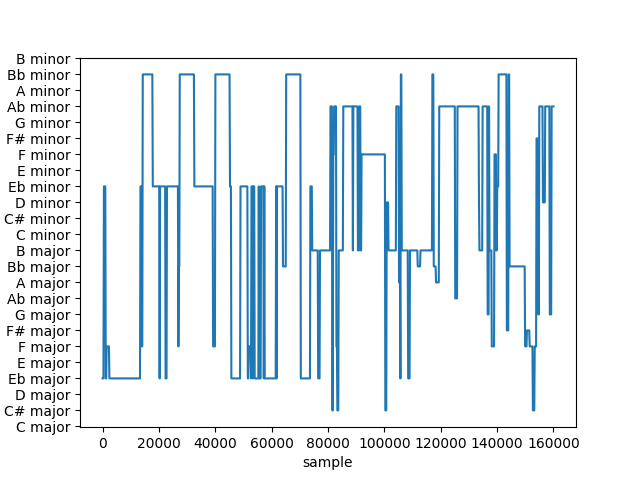 B minor
Bb minor
A minor
Ab minor
G minor
F# minor
F minor
E minor
Eb minor
D minor
C# minor
C minor
B major
Bb major
A major
Ab major
G major
F# major
F major
E major
Eb major
D major
C# major
C major
0 20000 40000 60000 80000 100000 120000 140000 160000
sample